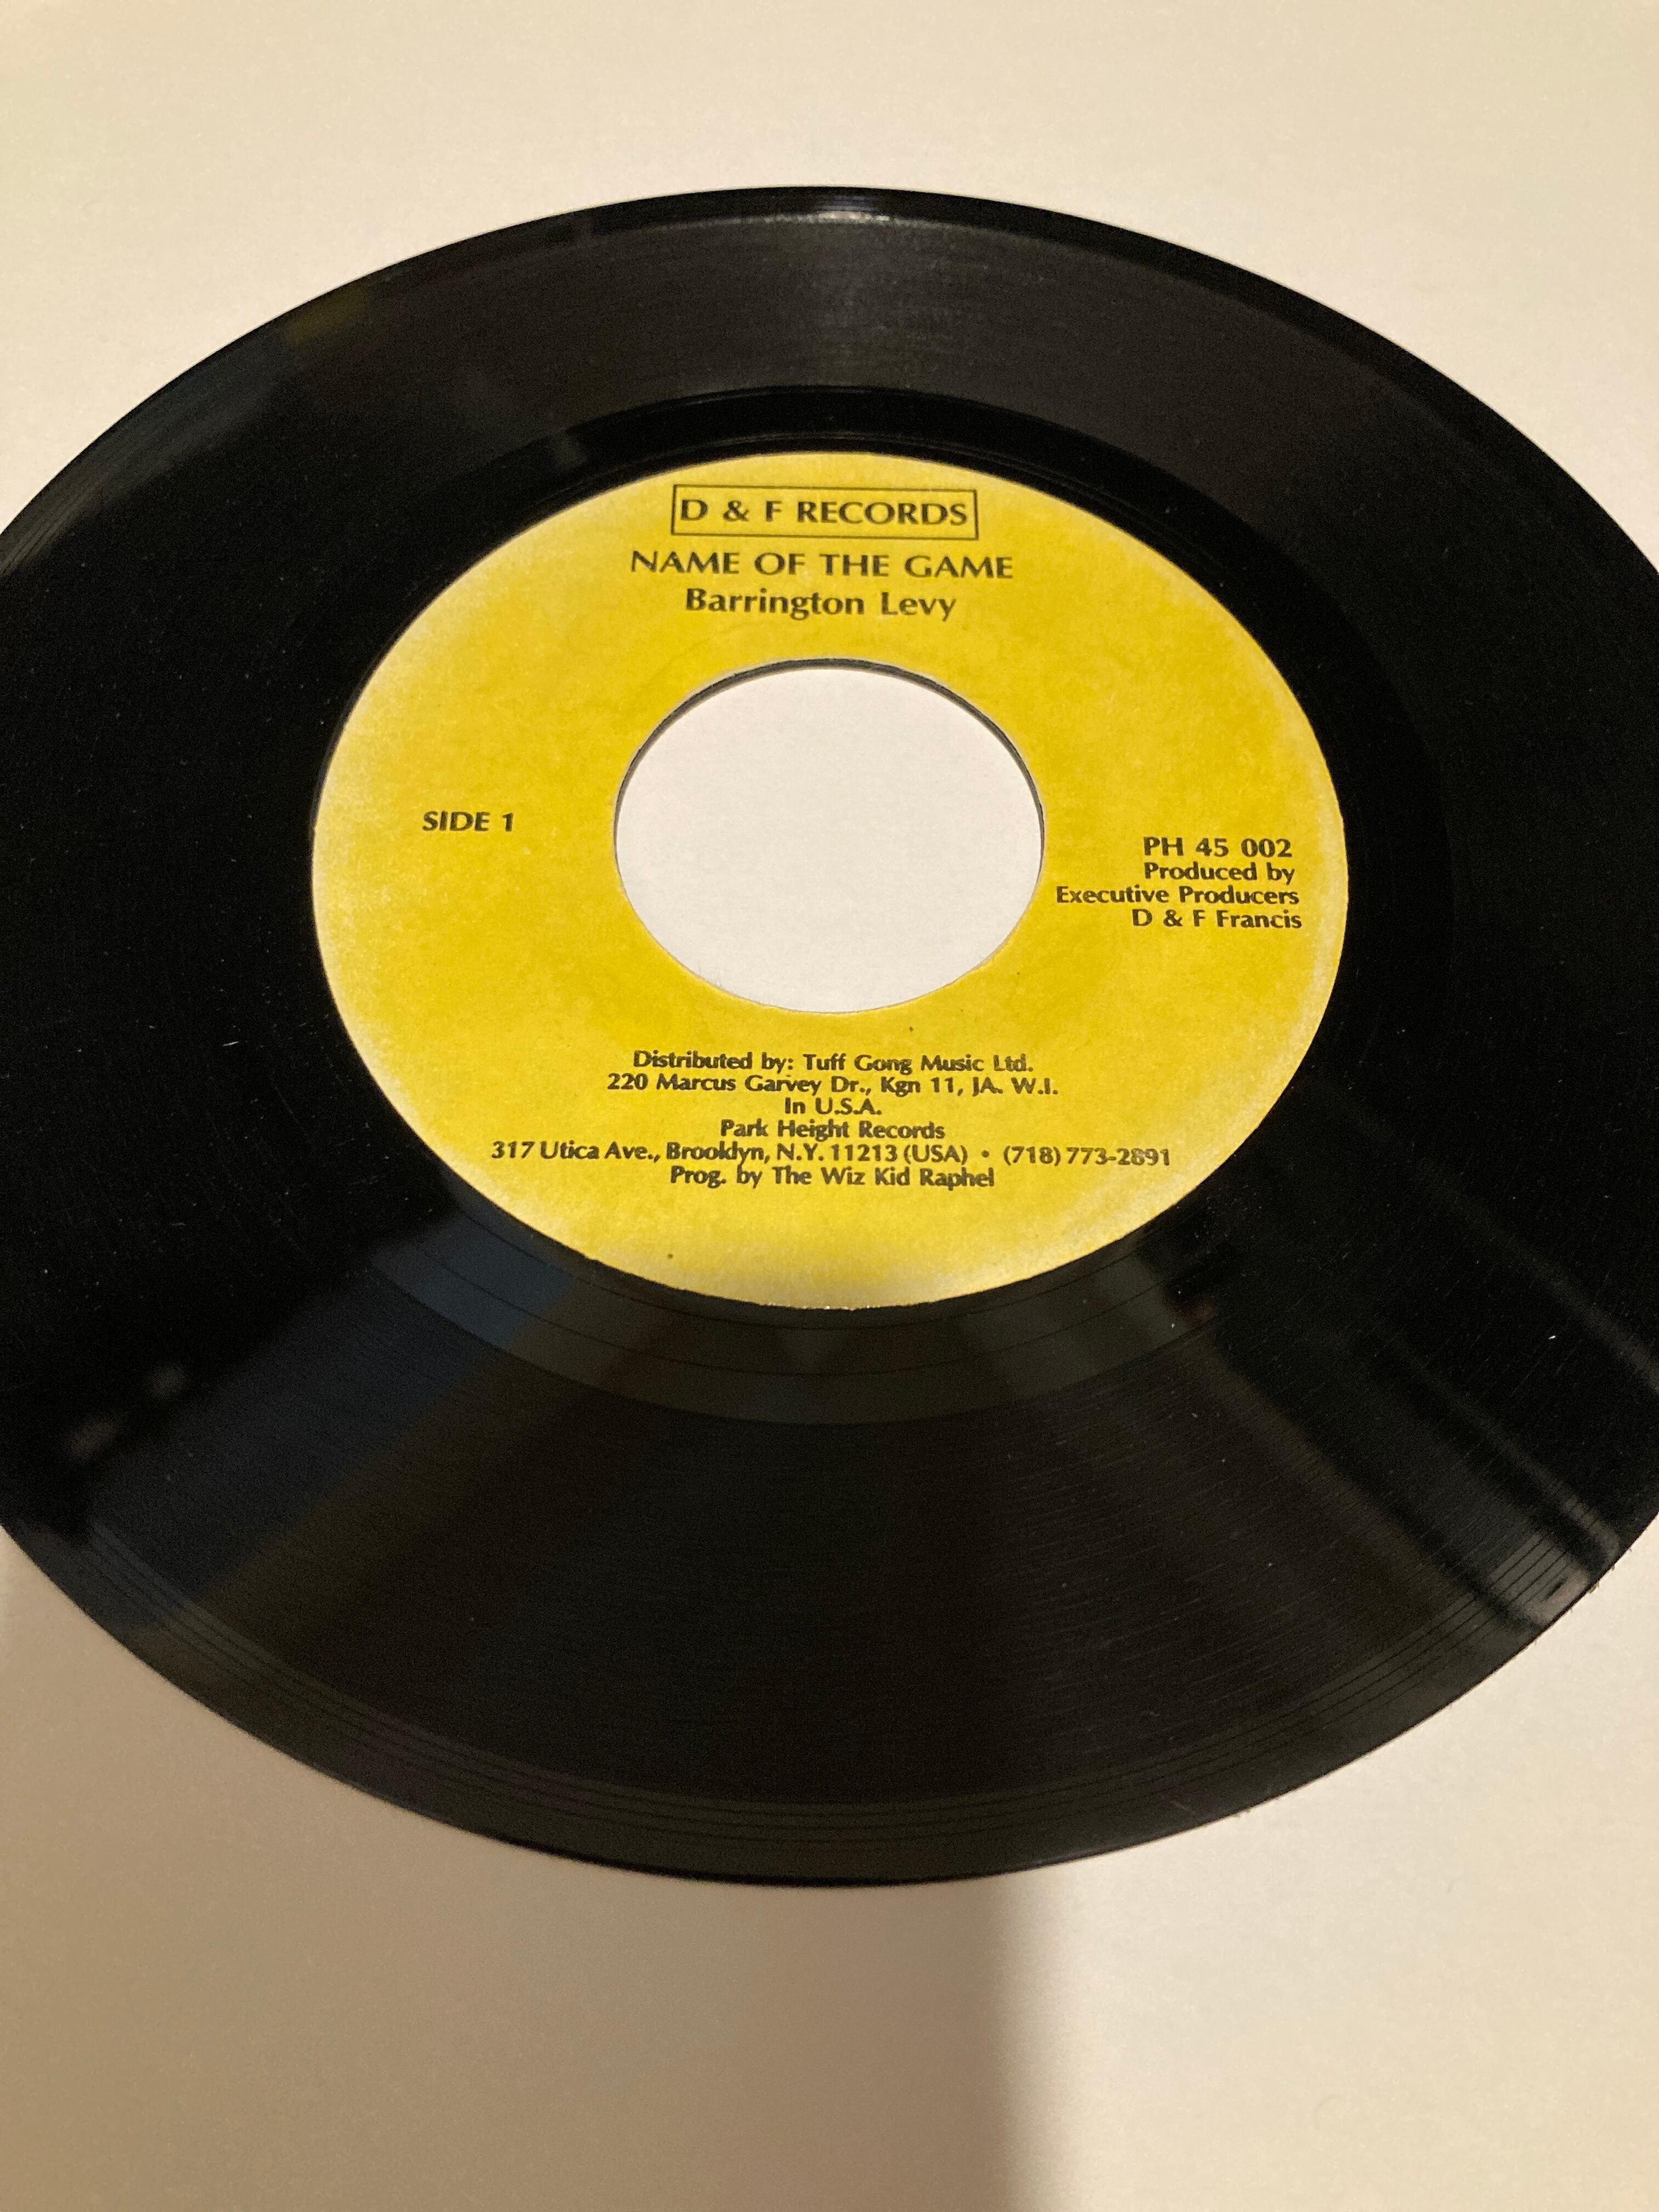 D & F RECORDS
NAME OF THE GAME
Barrington Levy
SIDE 1
PH 45 002
Produced by
Executive Producers
D & F Francis
Distributed by: Tuff Gong Music Ltd.
220 Marcus Garvey Dr., Kgn 11, JA. W.I.
In U.S.A.
Park Height Records
317 Utica Ave., Brooklyn, N.Y. 11213 (USA) • (718) 773-2891
Prog. by The Wiz Kid Raphel